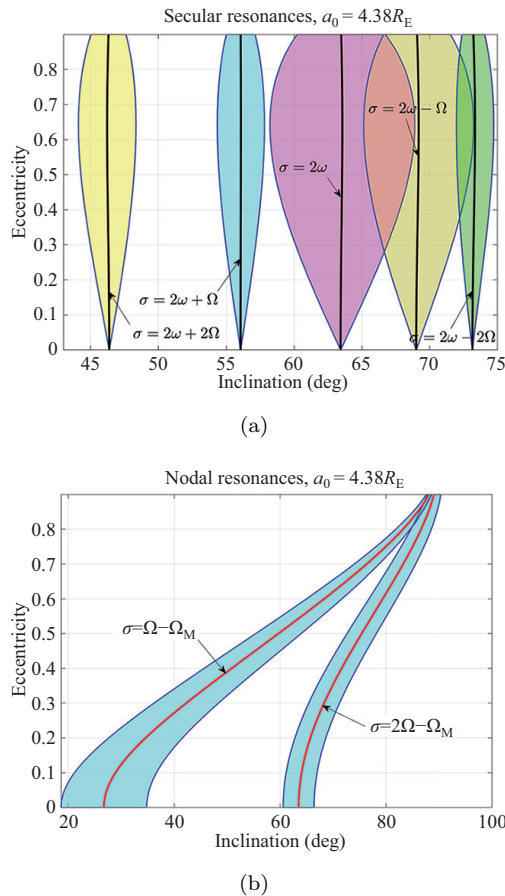 Secular resonances, a₀ = 4.38R_E
Eccentricity
0.9
0.8
0.7
0.6
0.5
0.4
0.3
0.2
0.1
0
σ = 2ω − Ω
σ = 2ω
σ = 2ω + Ω
σ = 2ω + 2Ω
σ = 2ω − 2Ω
45 50 55 60 65 70 75
Inclination (deg)
(a)
Nodal resonances, a₀ = 4.38R_E
Eccentricity
0.8
0.7
0.6
0.5
0.4
0.3
0.2
0.1
0
σ=Ω−Ω_M
σ=2Ω−Ω_M
20 40 60 80 100
Inclination (deg)
(b)